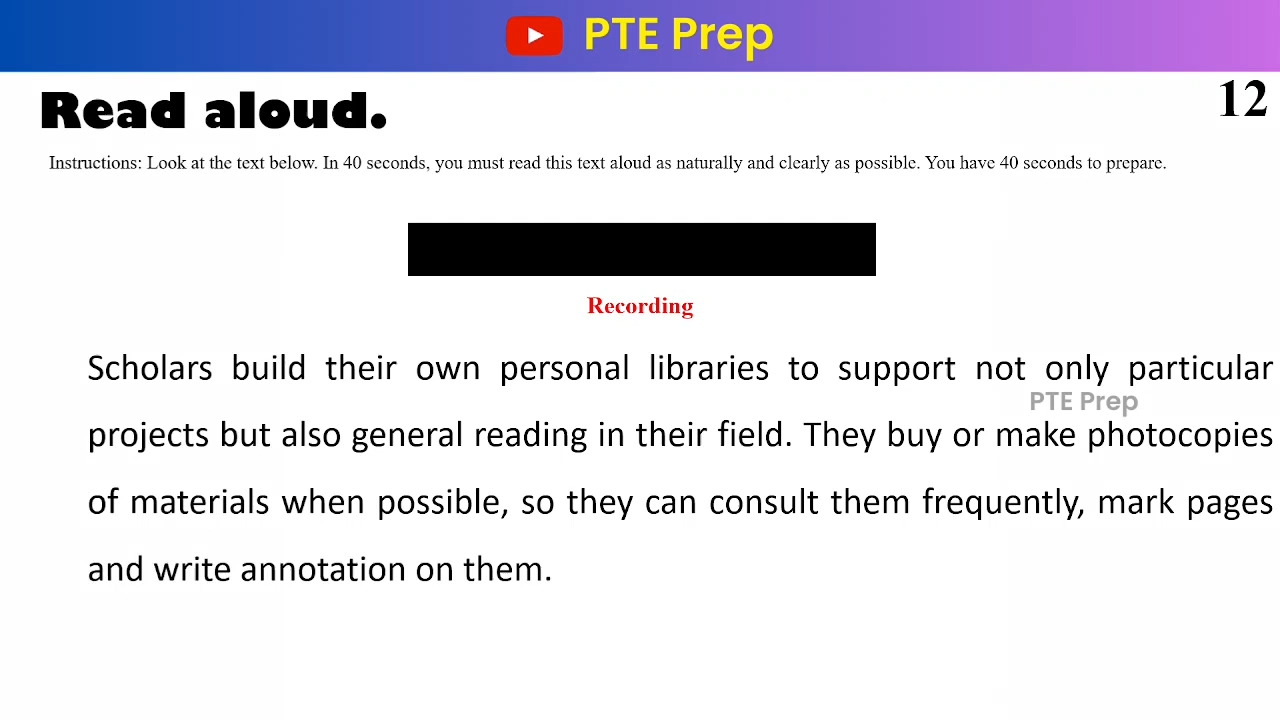 PTE Prep
Read aloud.
12
Instructions: Look at the text below. In 40 seconds, you must read this text aloud as naturally and clearly as possible. You have 40 seconds to prepare.
Recording
Scholars build their own personal libraries to support not only particular
PTE Prep
projects but also general reading in their field. They buy or make photocopies
of materials when possible, so they can consult them frequently, mark pages
and write annotation on them.